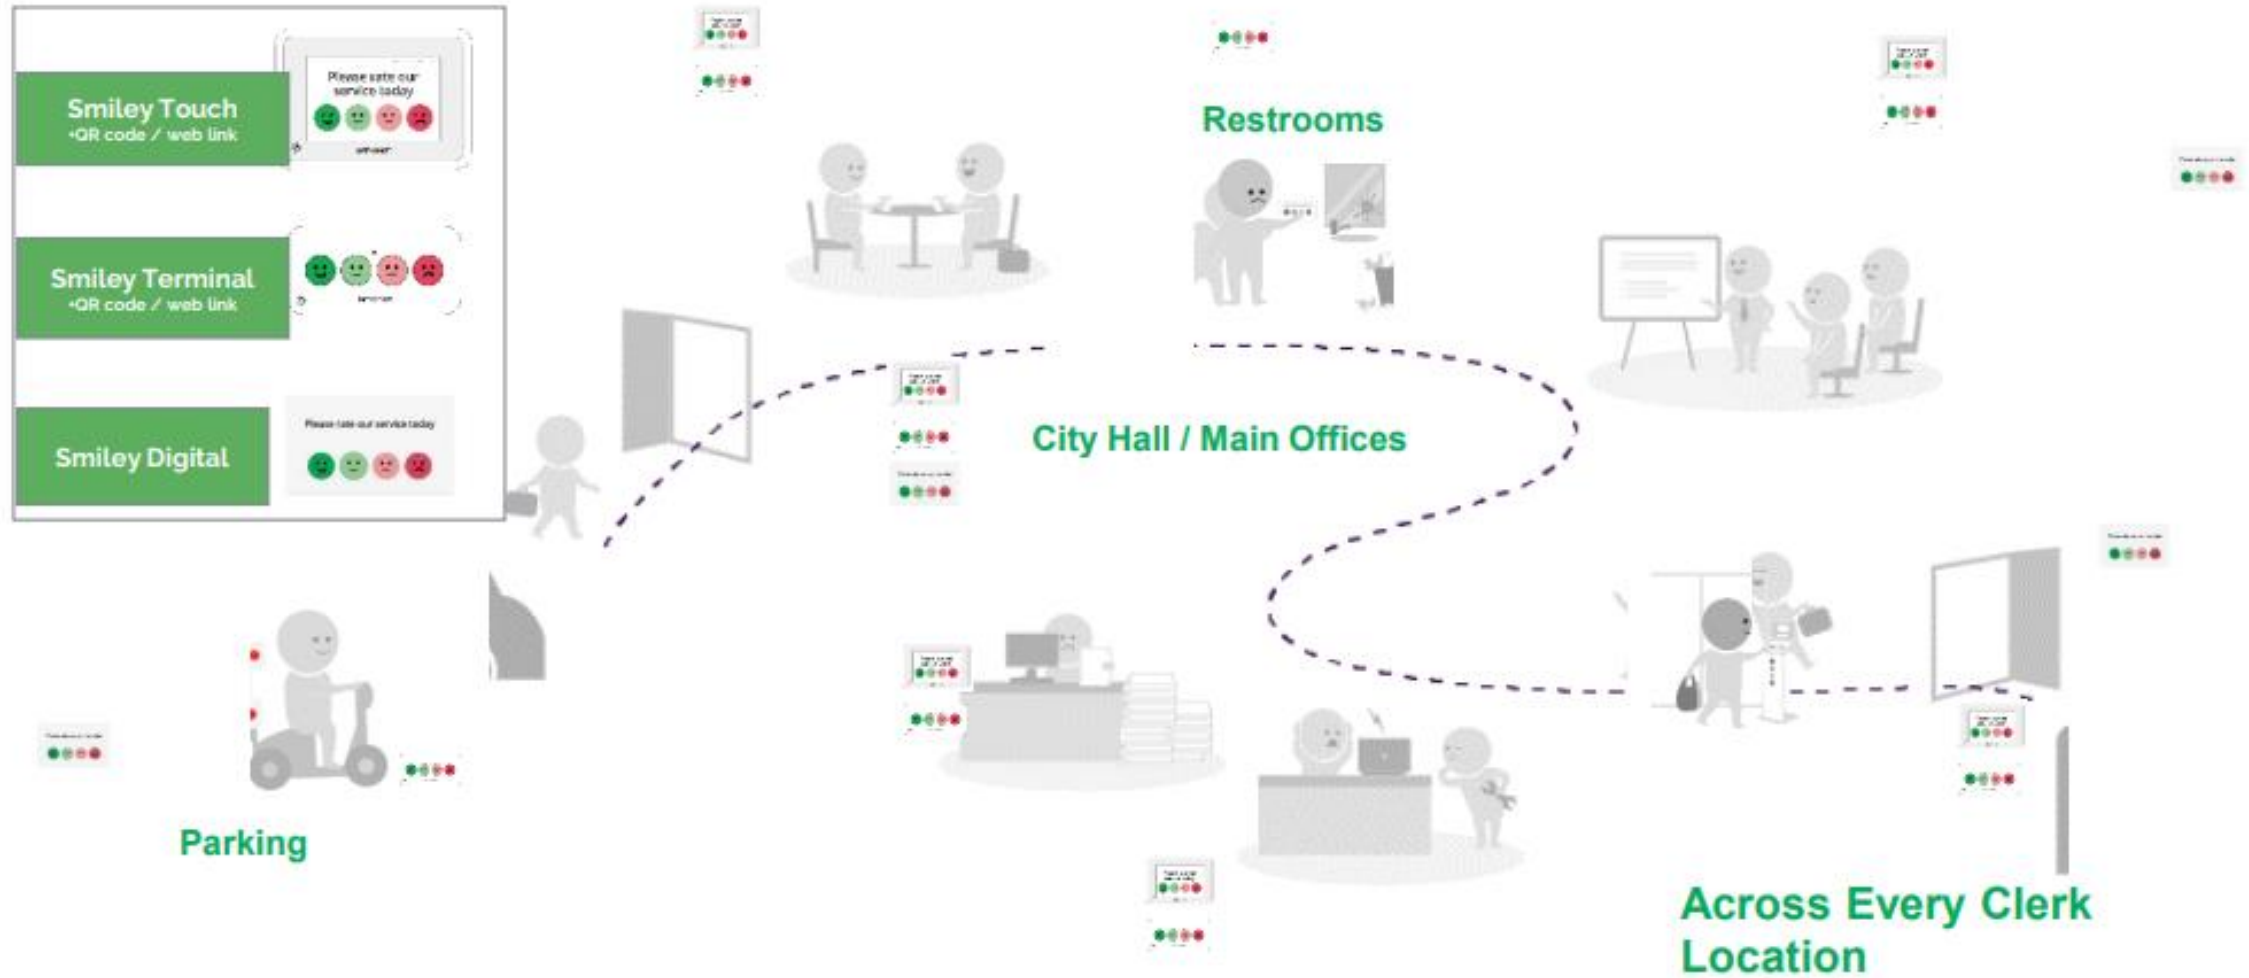 Smiley Touch
+QR code / web link
Please rate our
service today
Smiley Terminal
+QR code / web link
Smiley Digital
Please rate our service today
Restrooms
City Hall / Main Offices
Parking
Across Every Clerk
Location